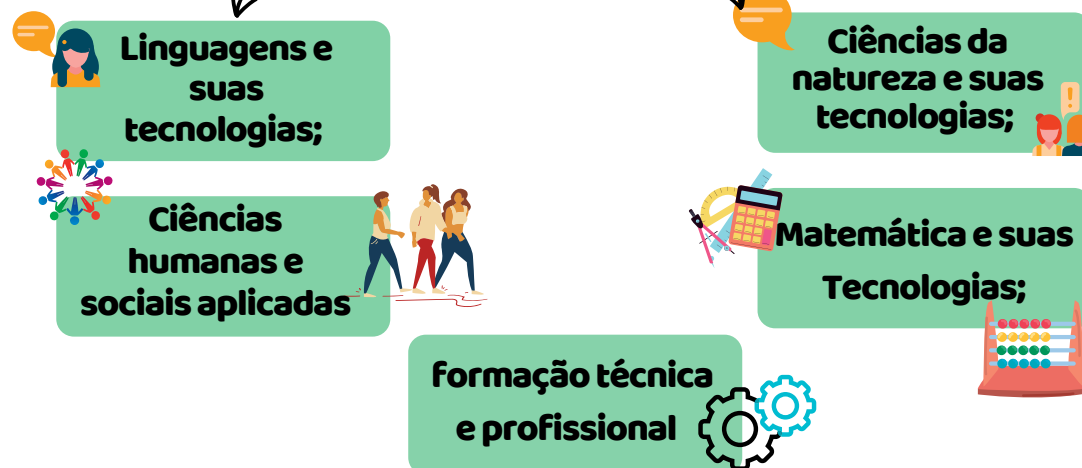 Linguagens e
suas
tecnologias;
Ciências da
natureza e suas
tecnologias;
Ciências
humanas e
sociais aplicadas
Matemática e suas
Tecnologias;
formação técnica
e profissional